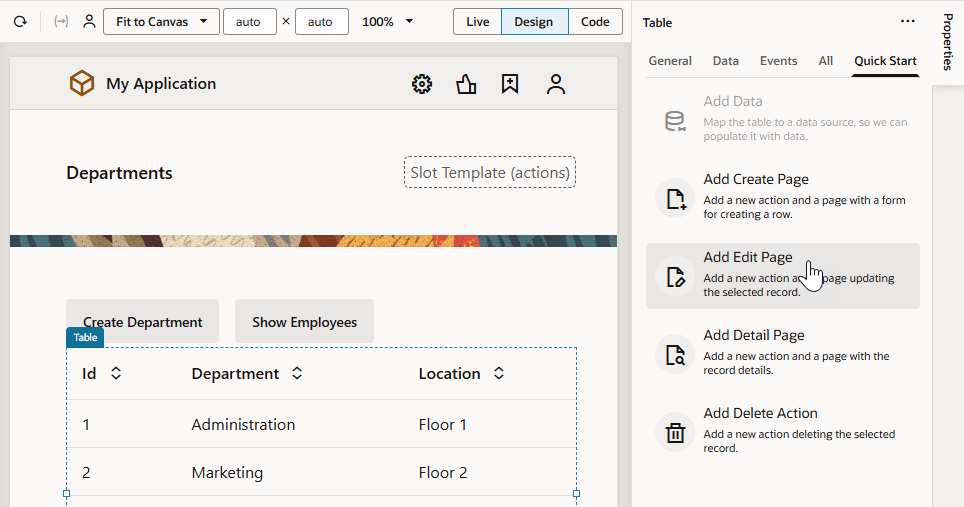 Fit to Canvas auto × auto 100% Live Design Code
My Application
Departments
Slot Template (actions)
Create Department Show Employees
Table
Id Department Location
1 Administration Floor 1
2 Marketing Floor 2
Table
General Data Events All Quick Start
Add Data
Map the table to a data source, so we can
populate it with data.
Add Create Page
Add a new action and a page with a form
for creating a row.
Add Edit Page
Add a new action a page updating
the selected record.
Add Detail Page
Add a new action and a page with the
record details.
Add Delete Action
Add a new action deleting the selected
record.
Properties